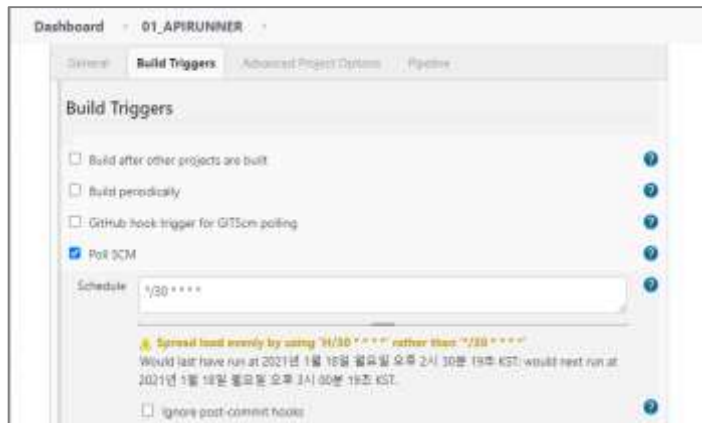 Dashboard 01_APIRUNNER
General Build Triggers Advanced Project Options Pipeline
Build Triggers
Build after other projects are built
Build periodically
GitHub hook trigger for GITScm polling
Poll SCM
Schedule
*/30 * * * *
Spread load evenly by using 'H/30 * * * *' rather than '*/30 * * * *'
Would last have run at 2021년 1월 18일 월요일 오후 2시 30분 19초 KST; would next run at
2021년 1월 18일 월요일 오후 3시 00분 19초 KST.
Ignore post-commit hooks